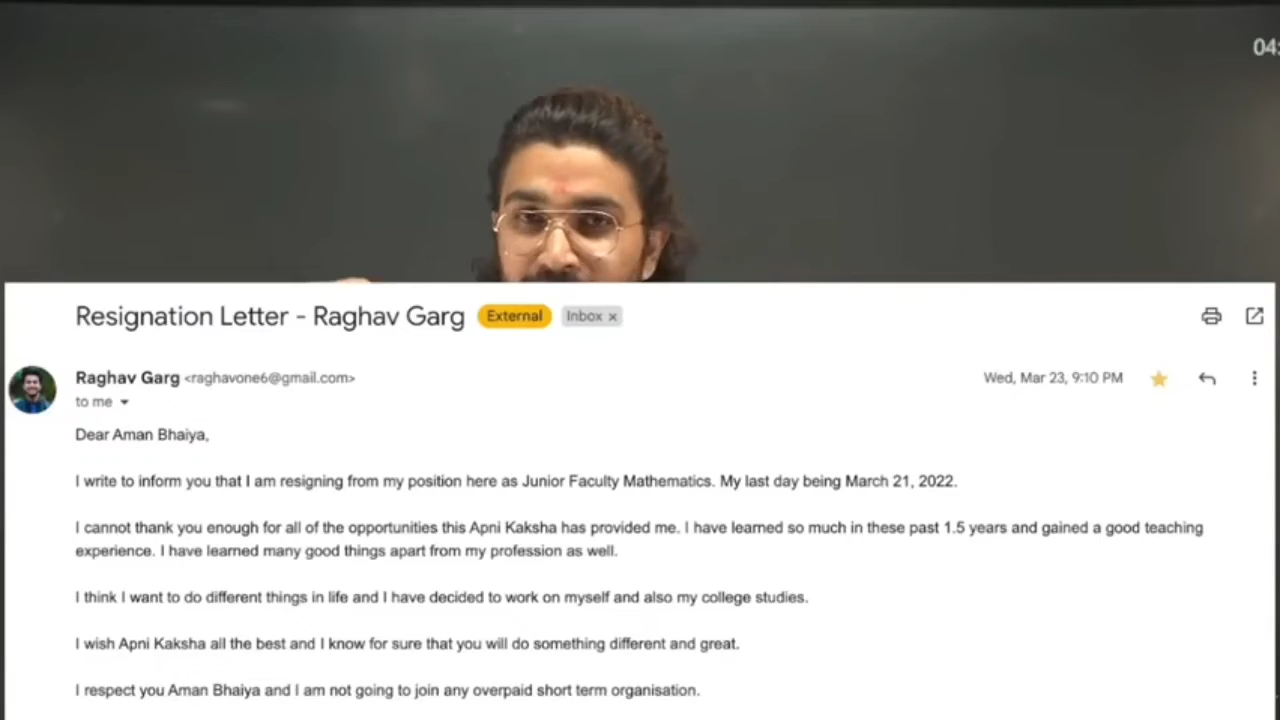 04:
Resignation Letter - Raghav Garg External Inbox x
Raghav Garg <raghavone6@gmail.com> Wed, Mar 23, 9:10 PM
to me
Dear Aman Bhaiya,
I write to inform you that I am resigning from my position here as Junior Faculty Mathematics. My last day being March 21, 2022.
I cannot thank you enough for all of the opportunities this Apni Kaksha has provided me. I have learned so much in these past 1.5 years and gained a good teaching
experience. I have learned many good things apart from my profession as well.
I think I want to do different things in life and I have decided to work on myself and also my college studies.
I wish Apni Kaksha all the best and I know for sure that you will do something different and great.
I respect you Aman Bhaiya and I am not going to join any overpaid short term organisation.